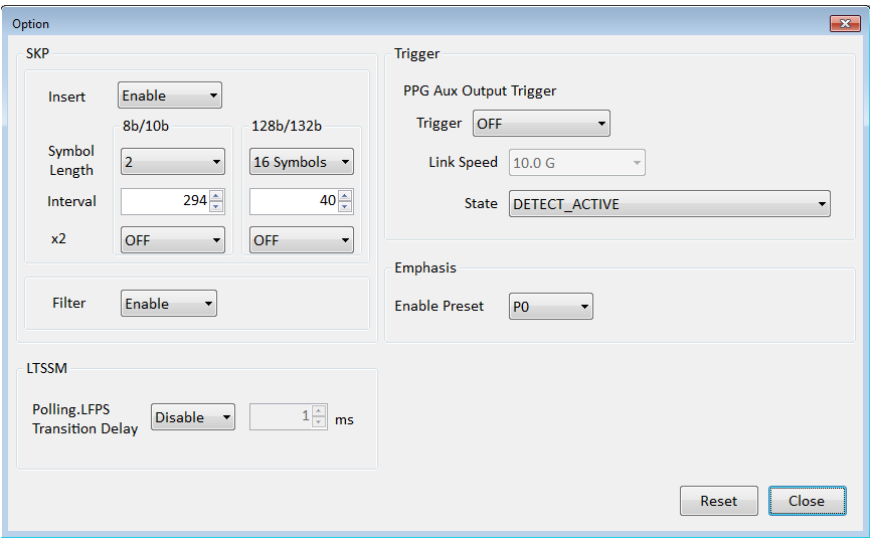 Option
SKP
Insert Enable
8b/10b 128b/132b
Symbol
Length 2 16 Symbols
Interval 294 40
x2 OFF OFF
Filter Enable
LTSSM
Polling.LFPS
Transition Delay Disable 1 ms
Trigger
PPG Aux Output Trigger
Trigger OFF
Link Speed 10.0 G
State DETECT_ACTIVE
Emphasis
Enable Preset P0
Reset Close